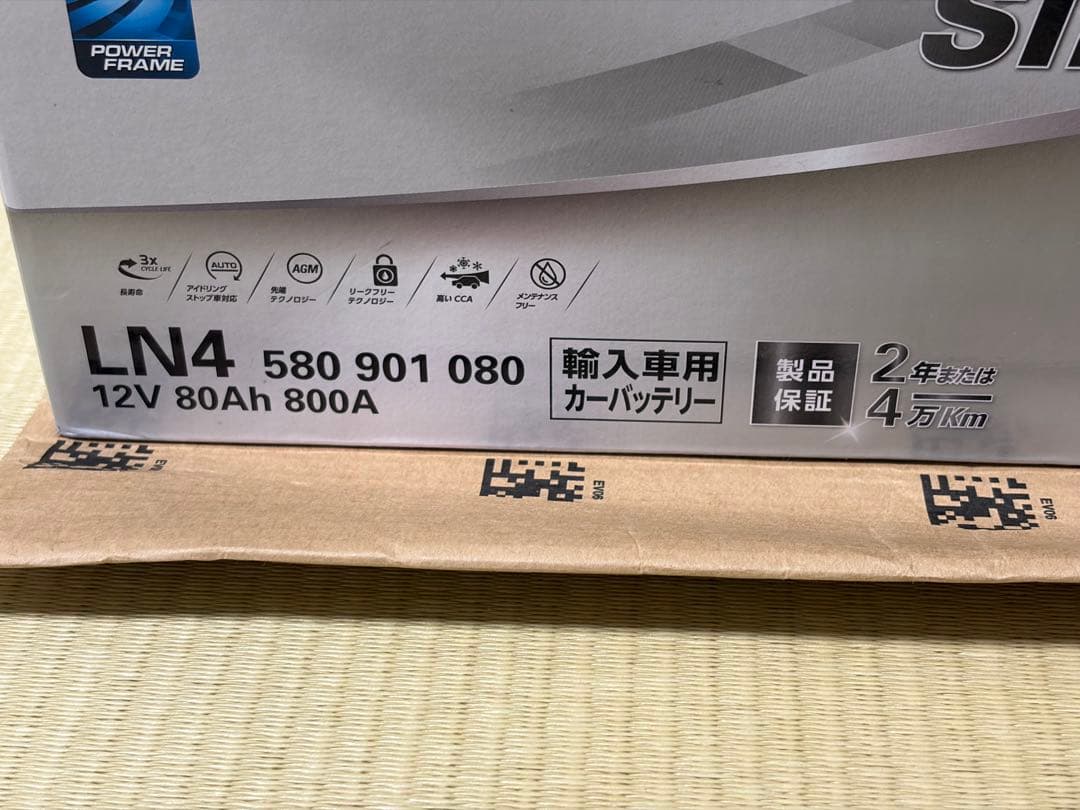 POWER
FRAME
3x
CYCLE LIFE
長寿命
AUTO
アイドリング
ストップ車対応
AGM
先端
テクノロジー
リークフリー
テクノロジー
高い CCA
メンテナンス
フリー
LN4 580 901 080
12V 80Ah 800A
輸入車用
カーバッテリー
製品
保証
2年または
4万Km
EV06
EV06